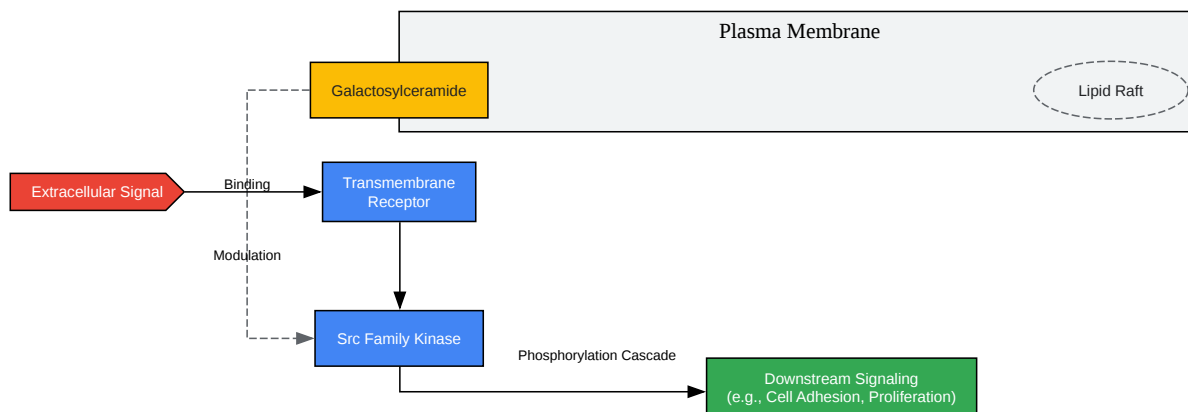 Plasma Membrane
Galactosylceramide
Lipid Raft
Extracellular Signal
Binding
Transmembrane
Receptor
Modulation
Src Family Kinase
Phosphorylation Cascade
Downstream Signaling
(e.g., Cell Adhesion, Proliferation)